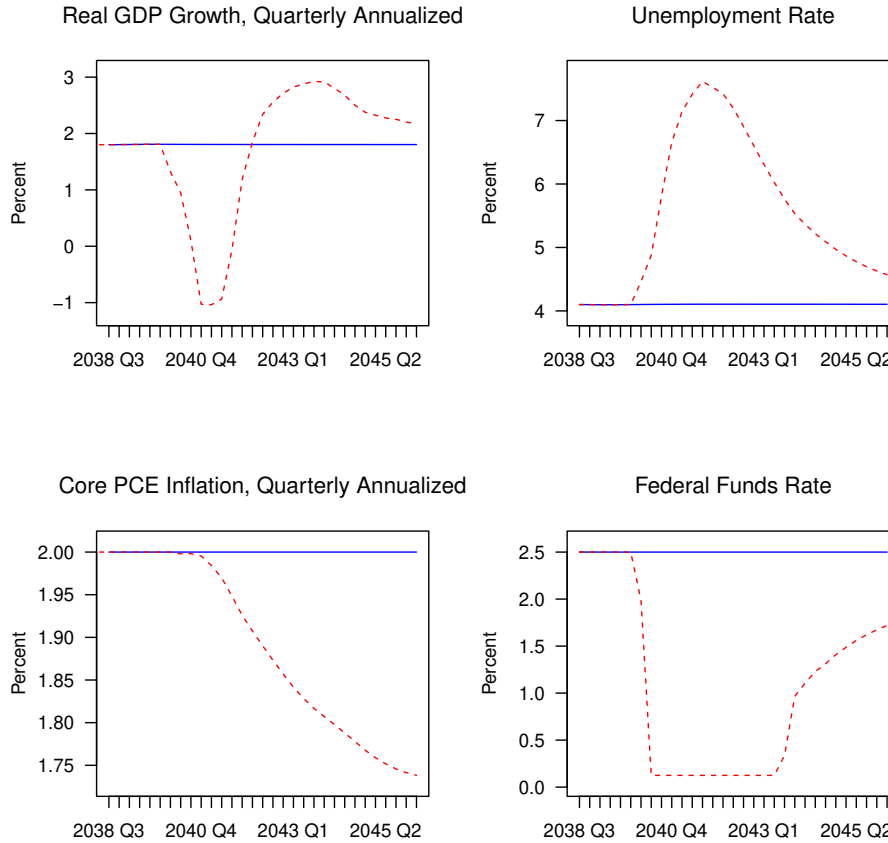 Real GDP Growth, Quarterly Annualized
Percent
3
2
1
0
−1
2038 Q3 2040 Q4 2043 Q1 2045 Q2
Unemployment Rate
Percent
7
6
5
4
2038 Q3 2040 Q4 2043 Q1 2045 Q2
Core PCE Inflation, Quarterly Annualized
Percent
2.00
1.95
1.90
1.85
1.80
1.75
2038 Q3 2040 Q4 2043 Q1 2045 Q2
Federal Funds Rate
Percent
2.5
2.0
1.5
1.0
0.5
0.0
2038 Q3 2040 Q4 2043 Q1 2045 Q2